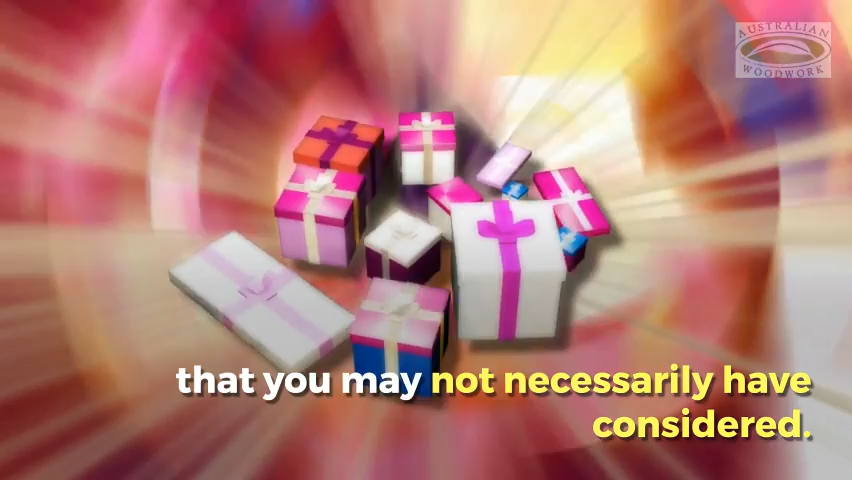 AUSTRALIAN
WOODWORK
that you may not necessarily have
considered.